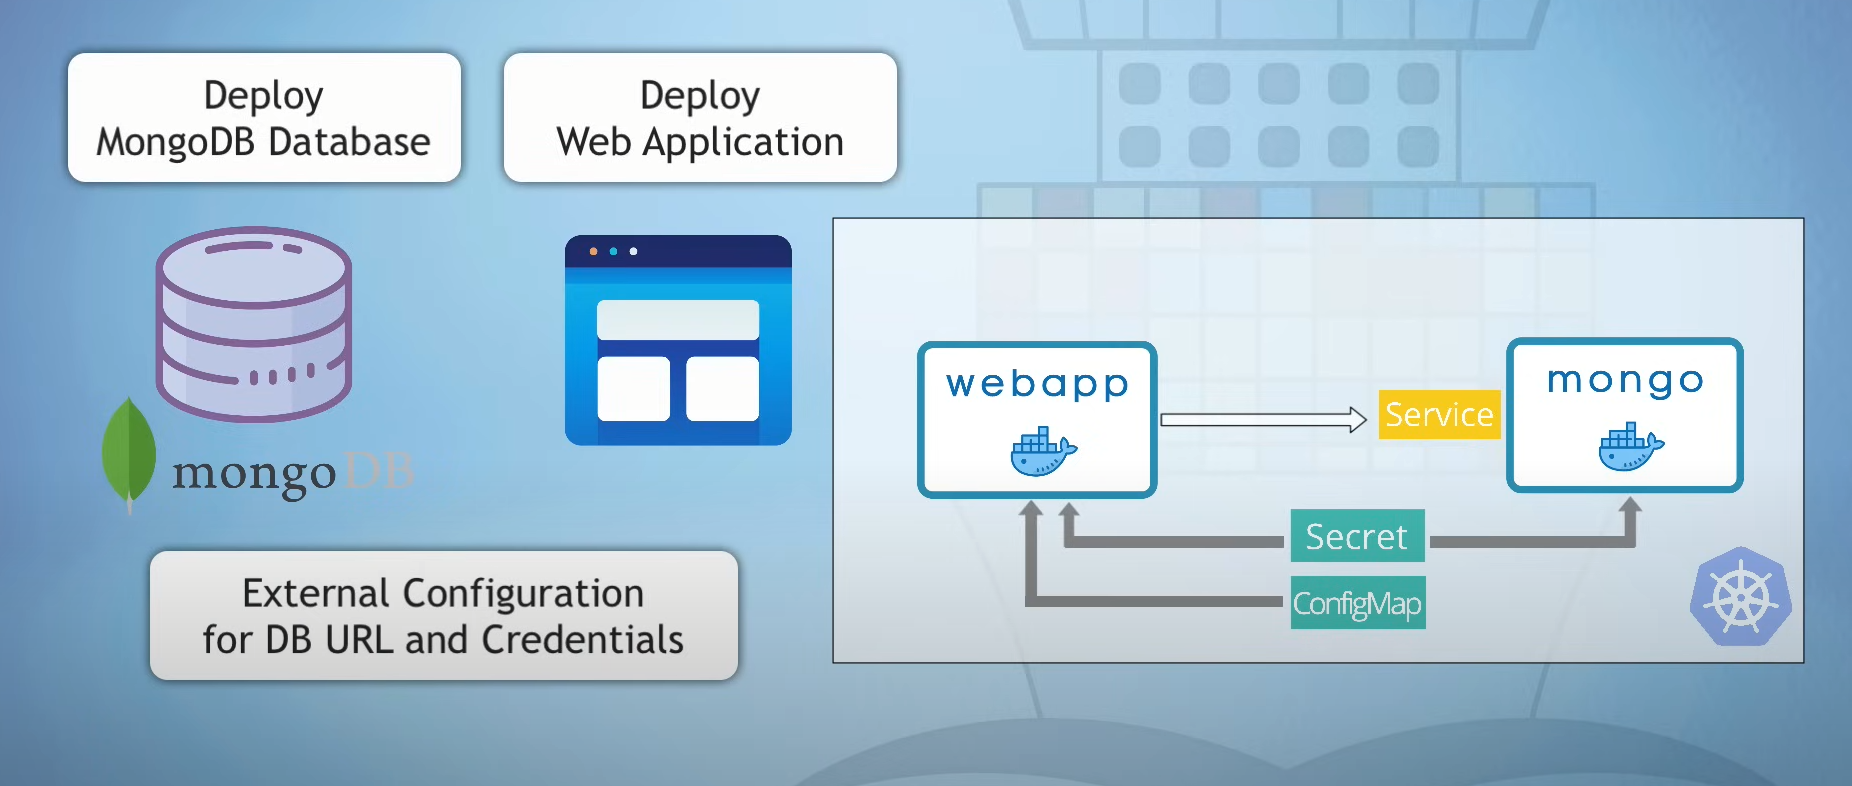 Deploy
MongoDB Database
Deploy
Web Application
mongoDB
External Configuration
for DB URL and Credentials
webapp
Service
mongo
Secret
ConfigMap